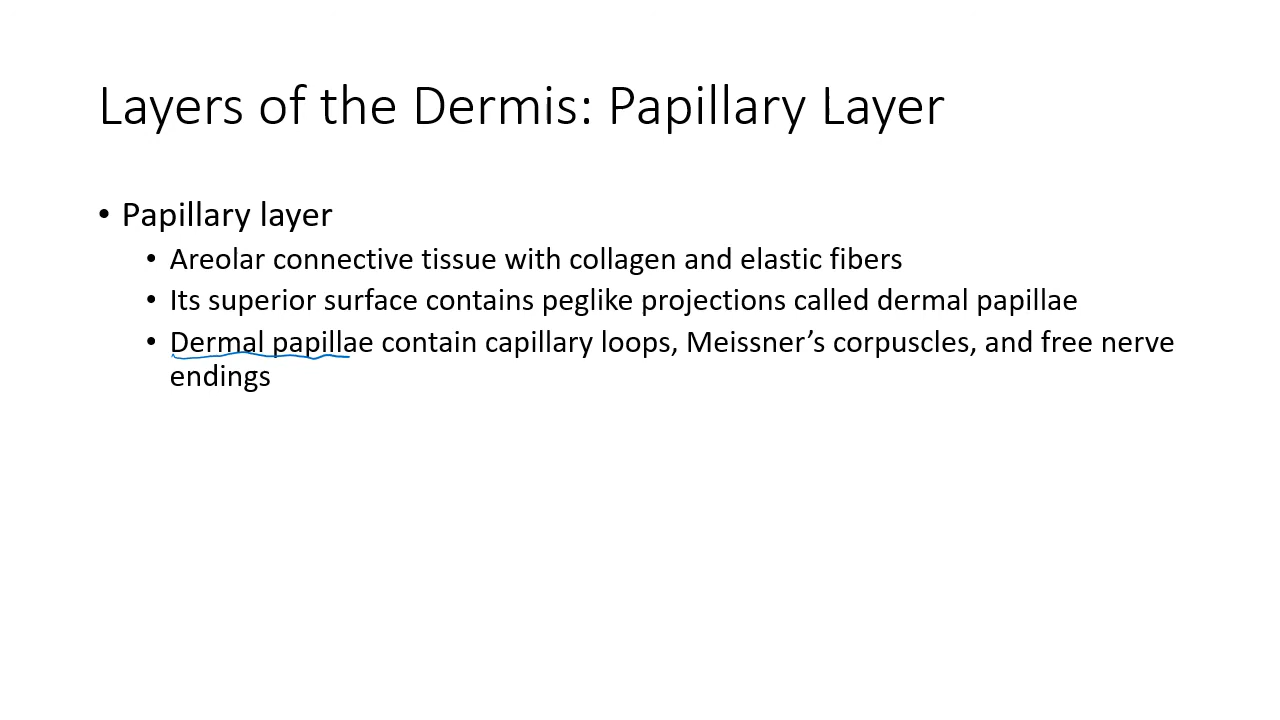 Layers of the Dermis: Papillary Layer
• Papillary layer
• Areolar connective tissue with collagen and elastic fibers
• Its superior surface contains peglike projections called dermal papillae
• Dermal papillae contain capillary loops, Meissner’s corpuscles, and free nerve
endings